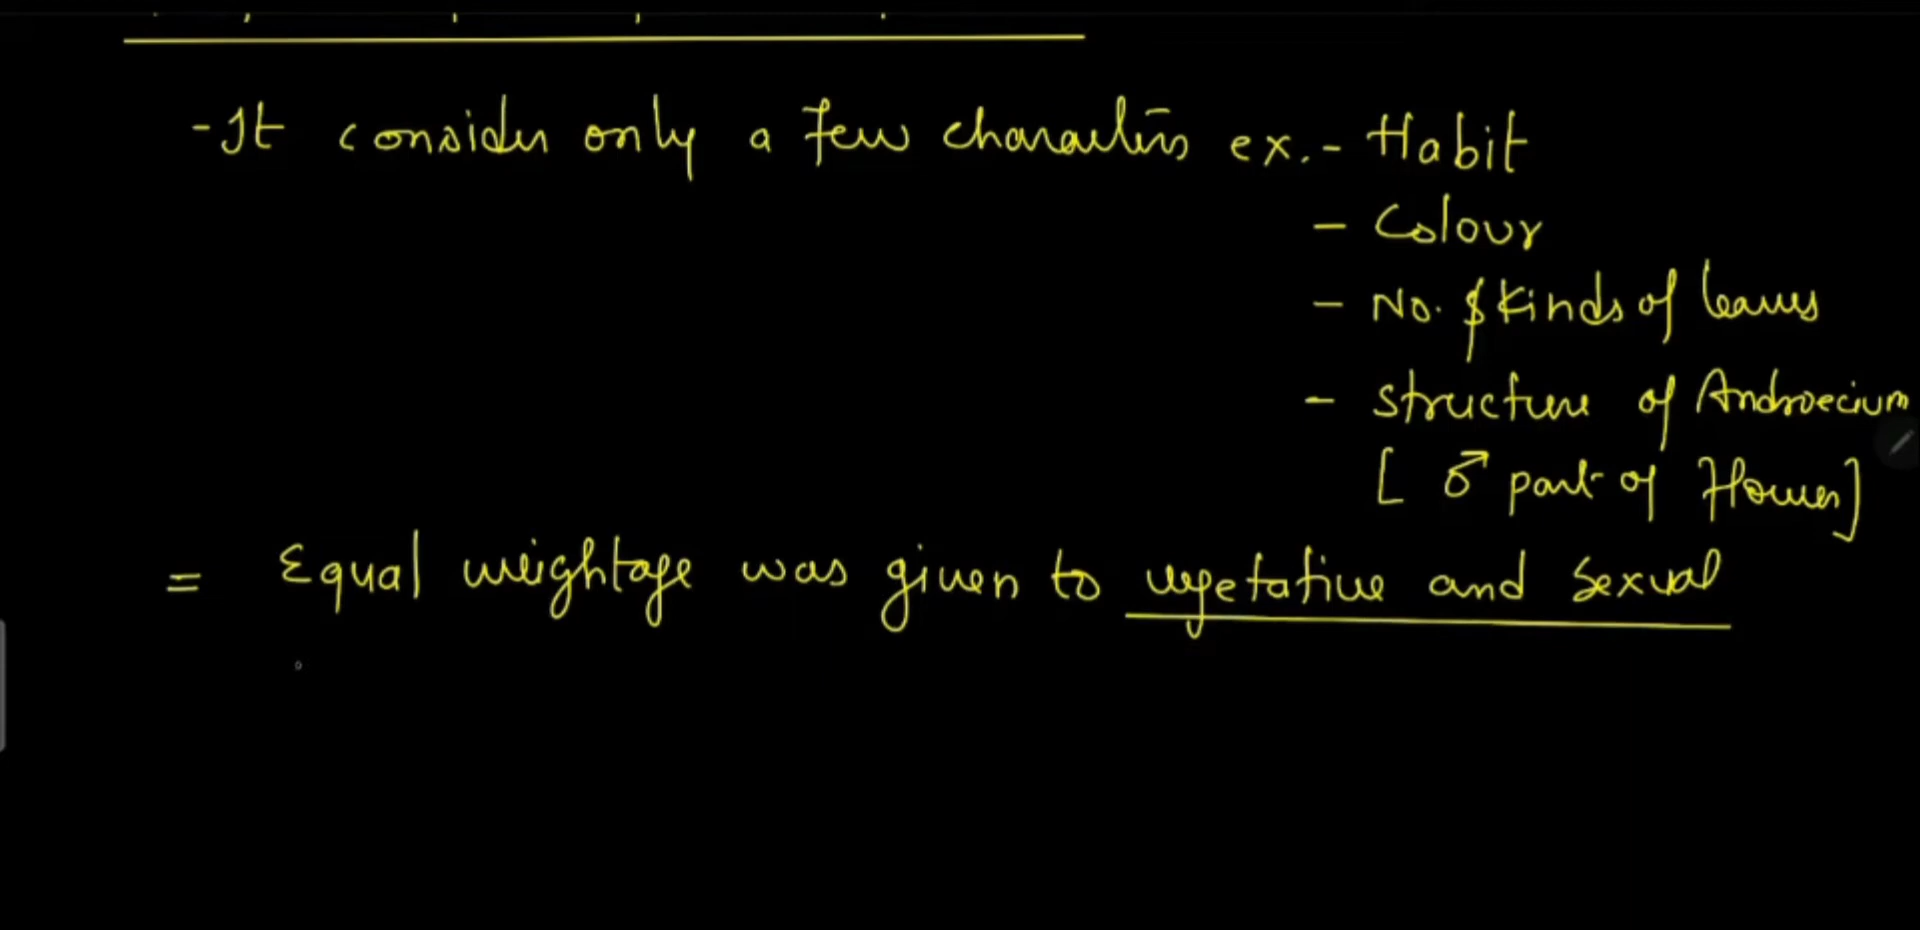 -It consider only a few characters ex.- Habit
- Colour
- No. & Kinds of leaves
- Structure of Androecium
[ ♂ part of Flower]
= Equal weightage was given to vegetative and Sexual